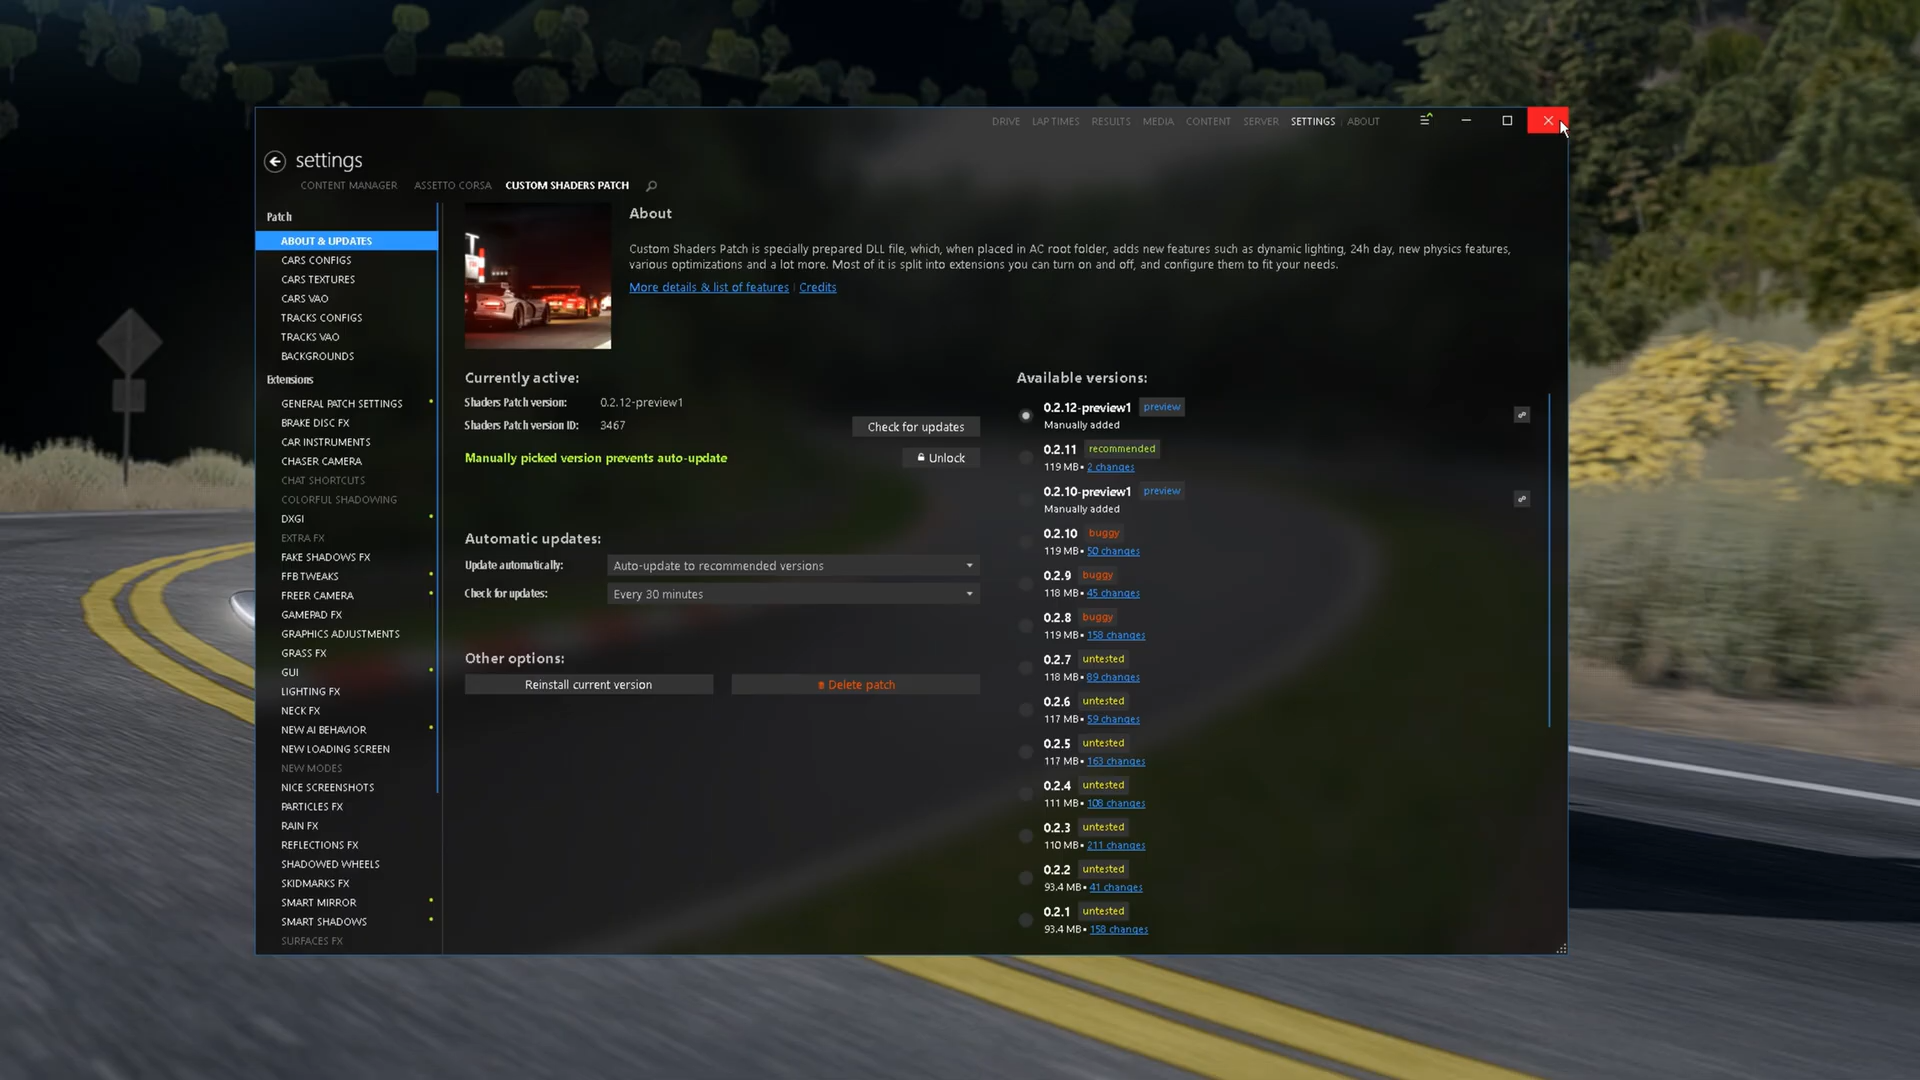 DRIVE LAP TIMES RESULTS MEDIA CONTENT SERVER SETTINGS ABOUT
settings
CONTENT MANAGER ASSETTO CORSA CUSTOM SHADERS PATCH
Patch
ABOUT & UPDATES
CARS CONFIGS
CARS TEXTURES
CARS VAO
TRACKS CONFIGS
TRACKS VAO
BACKGROUNDS
Extensions
GENERAL PATCH SETTINGS
BRAKE DISC FX
CAR INSTRUMENTS
CHASER CAMERA
CHAT SHORTCUTS
COLORFUL SHADOWING
DXGI
EXTRA FX
FAKE SHADOWS FX
FFB TWEAKS
FREER CAMERA
GAMEPAD FX
GRAPHICS ADJUSTMENTS
GRASS FX
GUI
LIGHTING FX
NECK FX
NEW AI BEHAVIOR
NEW LOADING SCREEN
NEW MODES
NICE SCREENSHOTS
PARTICLES FX
RAIN FX
REFLECTIONS FX
SHADOWED WHEELS
SKIDMARKS FX
SMART MIRROR
SMART SHADOWS
SURFACES FX
About
Custom Shaders Patch is specially prepared DLL file, which, when placed in AC root folder, adds new features such as dynamic lighting, 24h day, new physics features,
various optimizations and a lot more. Most of it is split into extensions you can turn on and off, and configure them to fit your needs.
More details & list of features | Credits
Currently active:
Shaders Patch version: 0.2.12-preview1
Shaders Patch version ID: 3467
Check for updates
Manually picked version prevents auto-update
Unlock
Automatic updates:
Update automatically: Auto-update to recommended versions
Check for updates: Every 30 minutes
Other options:
Reinstall current version
Delete patch
Available versions:
0.2.12-preview1 preview
Manually added
0.2.11 recommended
119 MB• 2 changes
0.2.10-preview1 preview
Manually added
0.2.10 buggy
119 MB• 50 changes
0.2.9 buggy
118 MB• 45 changes
0.2.8 buggy
119 MB• 158 changes
0.2.7 untested
118 MB• 89 changes
0.2.6 untested
117 MB• 59 changes
0.2.5 untested
117 MB• 163 changes
0.2.4 untested
111 MB• 108 changes
0.2.3 untested
110 MB• 211 changes
0.2.2 untested
93.4 MB• 41 changes
0.2.1 untested
93.4 MB• 158 changes